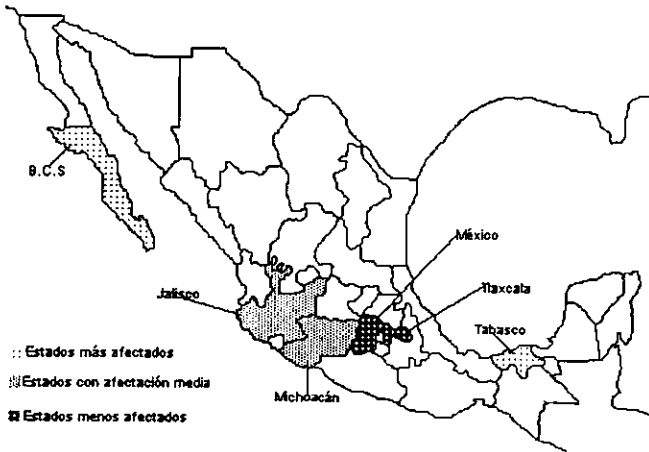 B.C.S
México
Tlaxcala
Jalisco
Tabasco
Michoacán
Estados más afectados
Estados con afectación media
Estados menos afectados